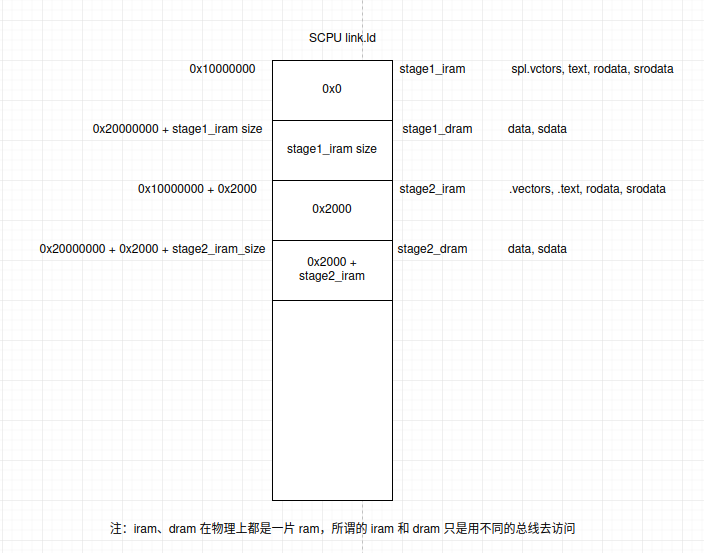 SCPU link.ld
0x10000000
0x0
stage1_iram
spl.vctors, text, rodata, srodata
0x20000000 + stage1_iram size
stage1_iram size
stage1_dram
data, sdata
0x10000000 + 0x2000
0x2000
stage2_iram
.vectors, .text, rodata, srodata
0x20000000 + 0x2000 + stage2_iram_size
0x2000 +
stage2_iram
stage2_dram
data, sdata
注：iram、dram 在物理上都是一片 ram，所谓的 iram 和 dram 只是用不同的总线去访问